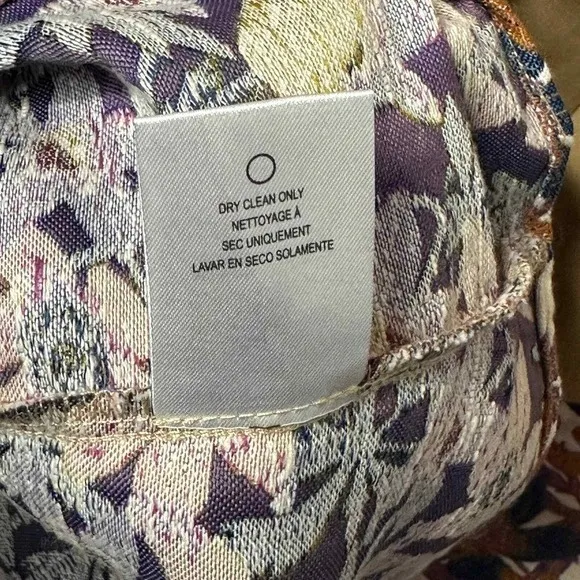 DRY CLEAN ONLY
NETTOYAGE À
SEC UNIQUEMENT
LAVAR EN SECO SOLAMENTE